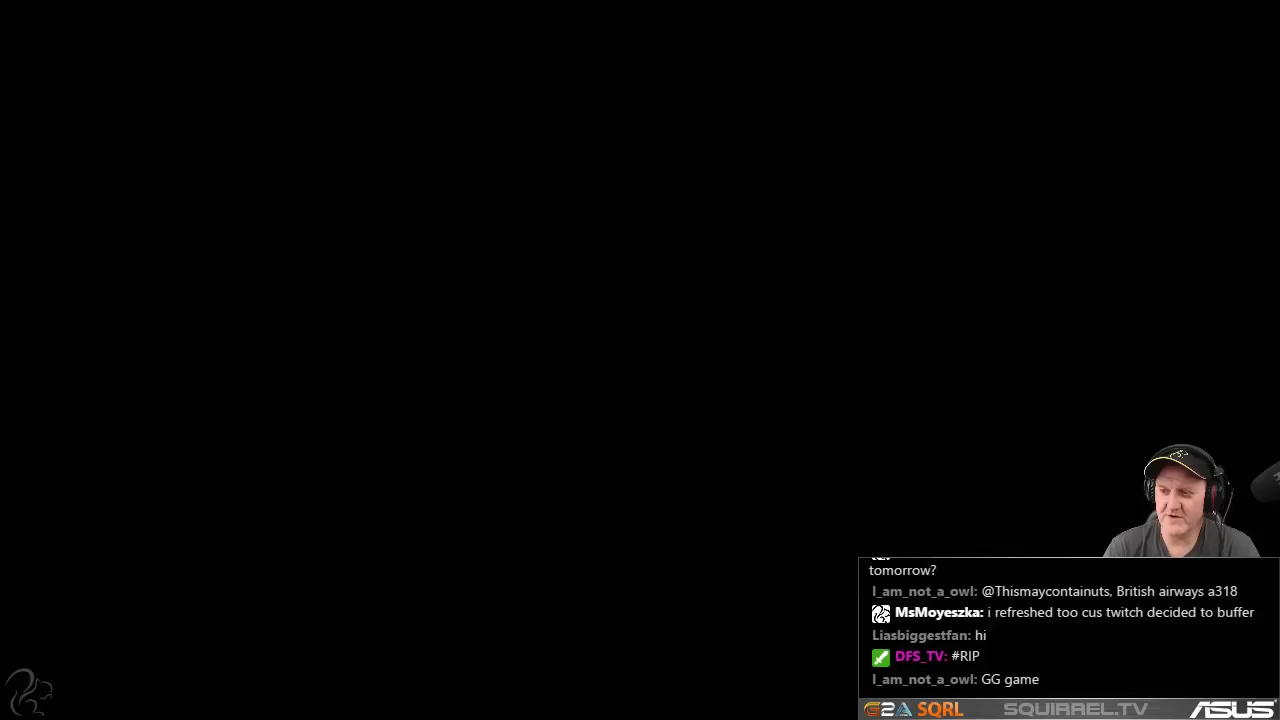 tomorrow?
I_am_not_a_owl: @Thismaycontainuts, British airways a318
MsMoyeszka: i refreshed too cus twitch decided to buffer
Liasbiggestfan: hi
DFS_TV: #RIP
I_am_not_a_owl: GG game
G2A SQRL SQUIRREL.TV ASUS